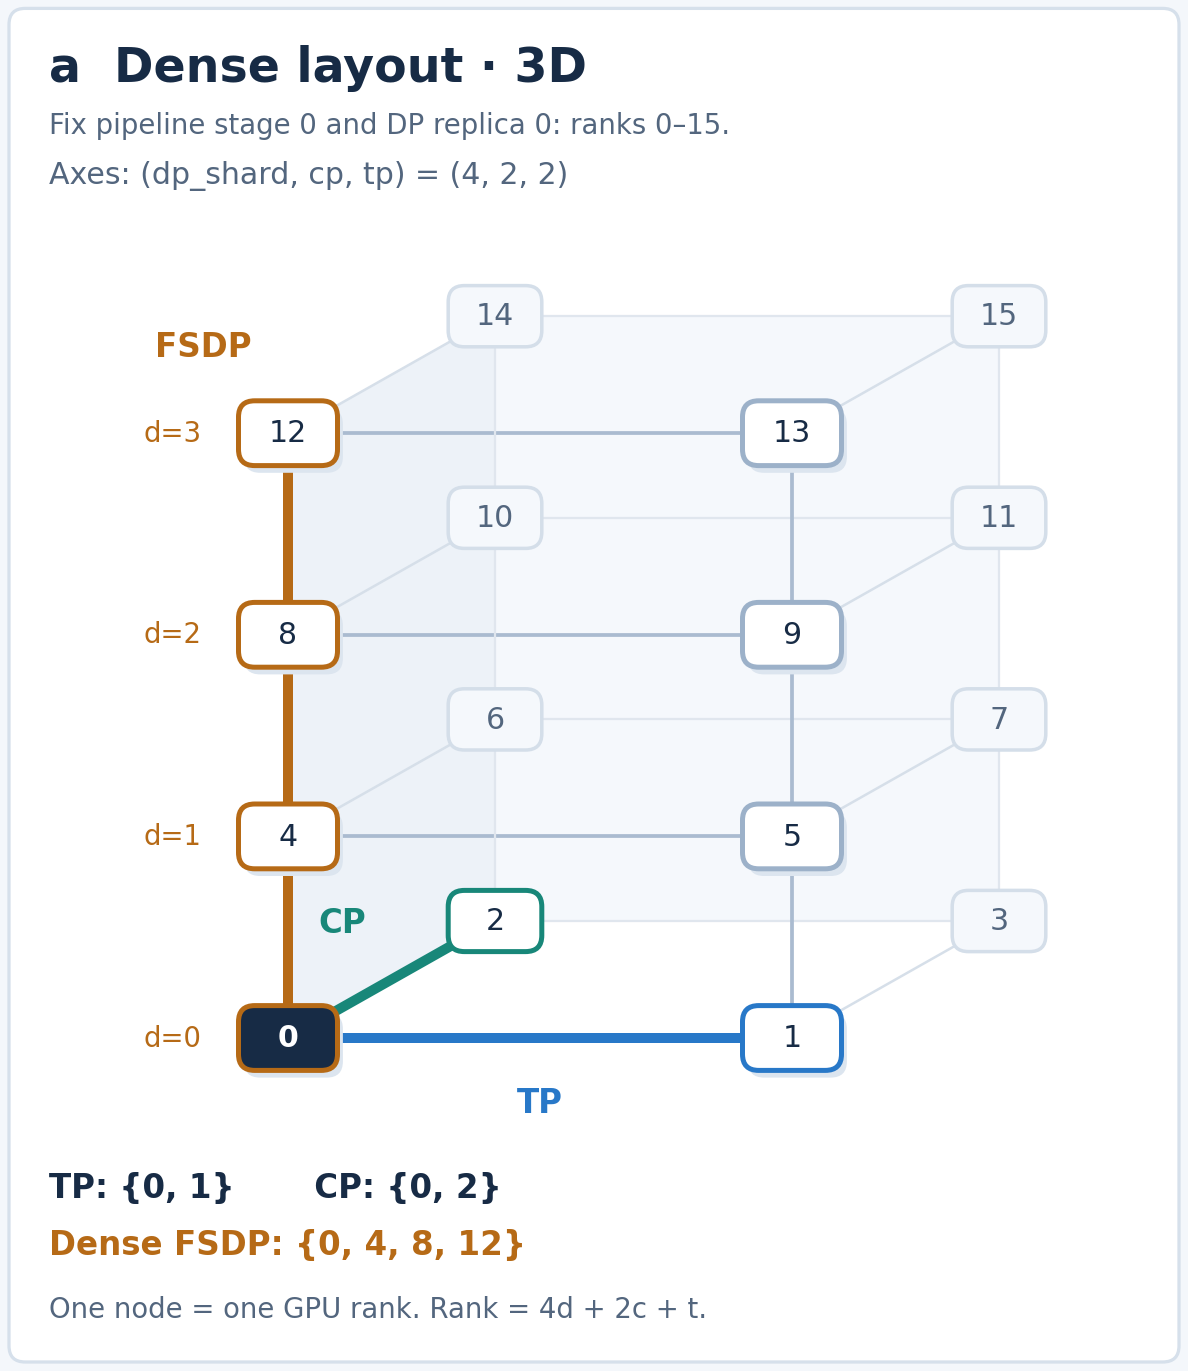 a  Dense layout · 3D
Fix pipeline stage 0 and DP replica 0: ranks 0–15.
Axes: (dp_shard, cp, tp) = (4, 2, 2)
14 15
FSDP
d=3 12 13
10 11
d=2 8 9
6 7
d=1 4 5
CP 2 3
d=0 0 1
TP
TP: {0, 1} CP: {0, 2}
Dense FSDP: {0, 4, 8, 12}
One node = one GPU rank. Rank = 4d + 2c + t.